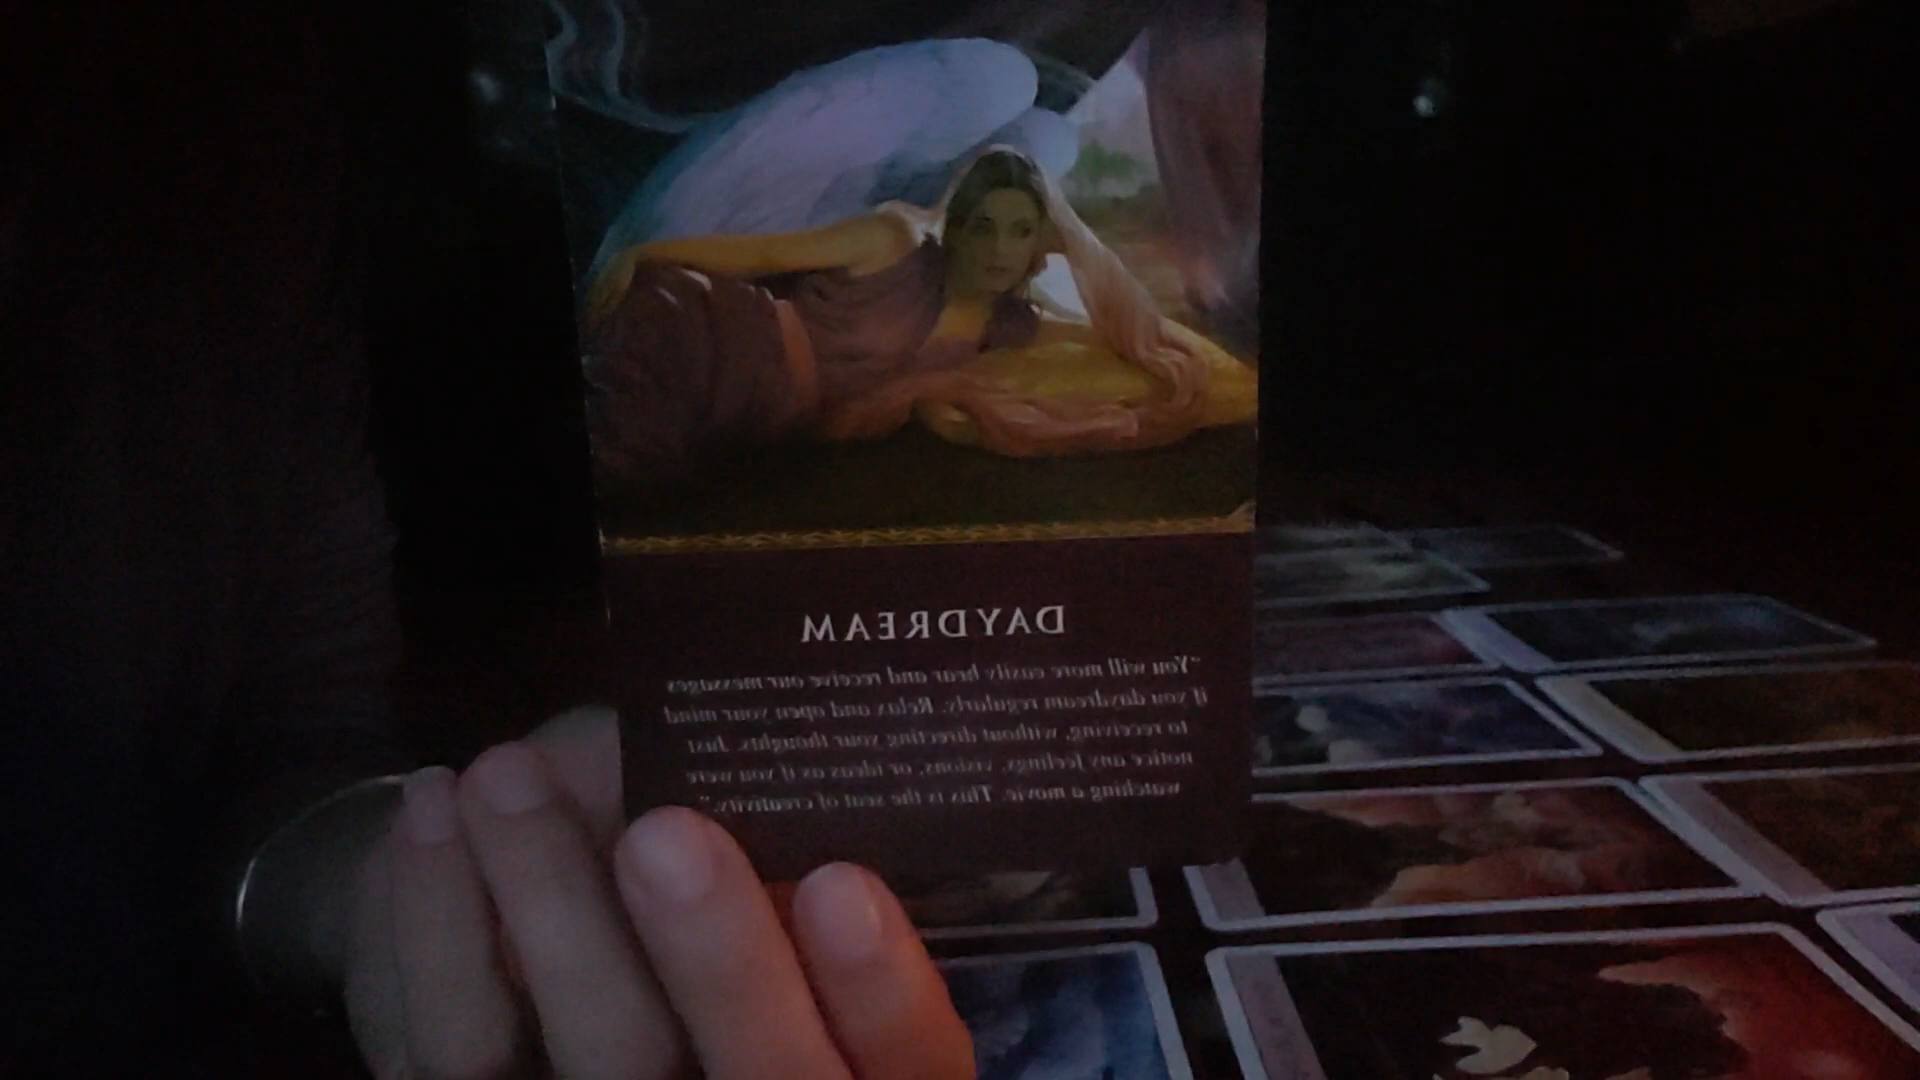 DAYDREAM
"You will more easily hear and receive our messages
if you daydream regularly. Relax and open your mind
to receiving, without directing your thoughts. Just
notice any feelings, visions, or ideas as if you were
watching a movie. This is the seat of creativity."